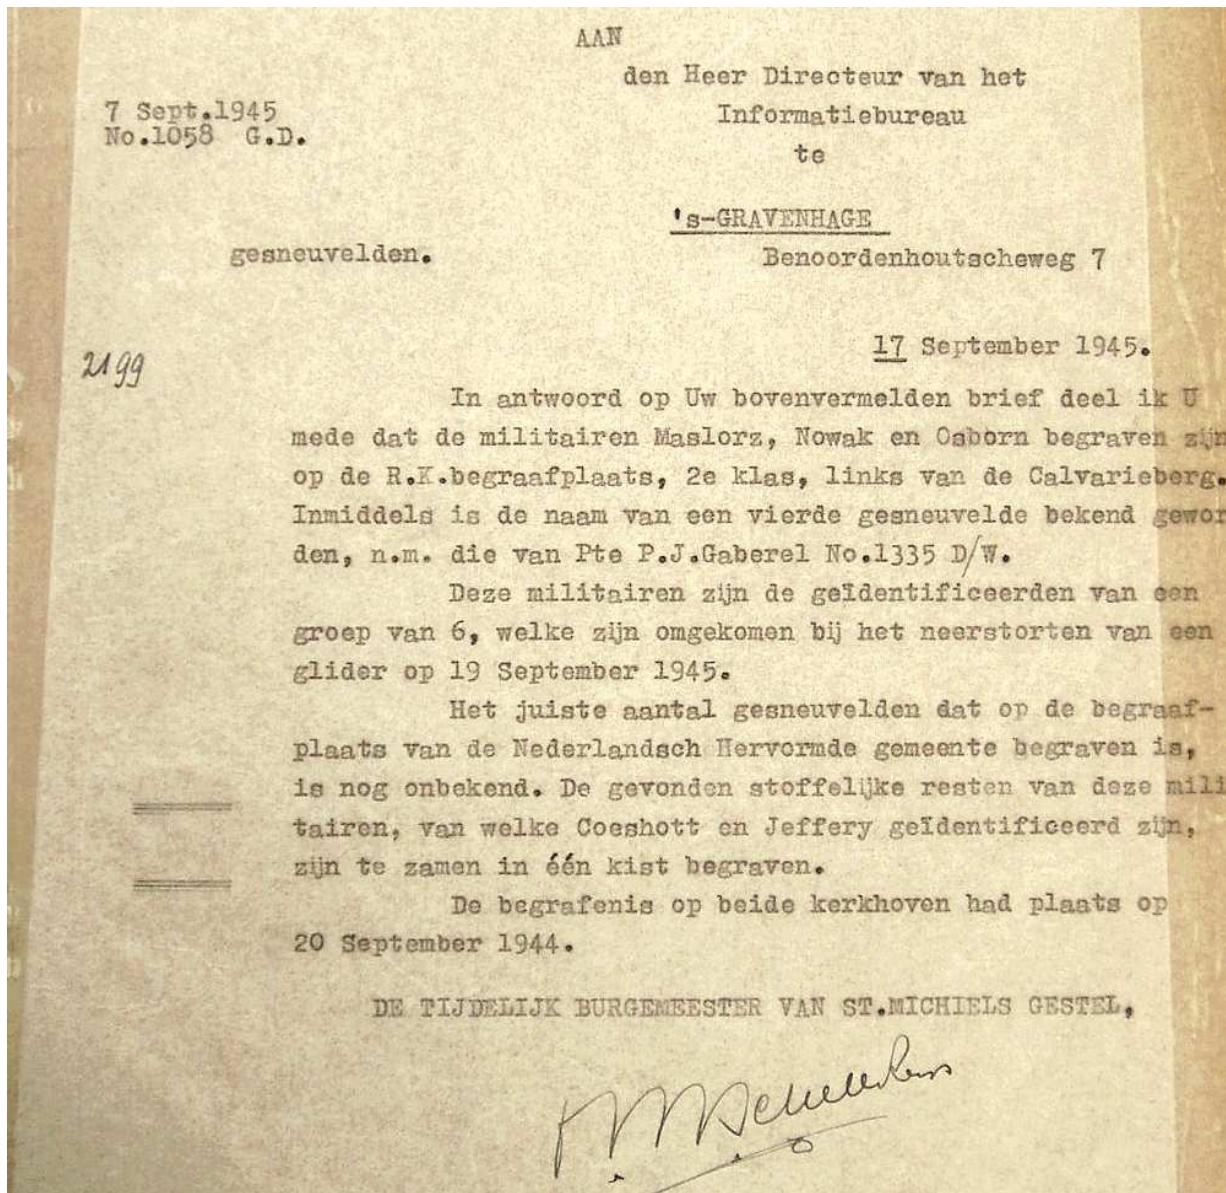 AAN
den Heer Directeur van het
7 Sept.1945
Informatiebureau
No.1058 G.D.
te
's-GRAVENHAGE
gesneuvelden.
Benoordenhoutscheweg 7
17 September 1945.
2199
In antwoord op Uw bovenvermelden brief deel ik U
mede dat de militairen Maslorz, Nowak en Osborn begraven zijn
op de R.K.begraafplaats, 2e klas, links van de Calvarieberg.
Inmiddels is de naam van een vierde gesneuvelde bekend gewor
den, n.m. die van Pte P.J.Gaberel No.1335 D/W.
Deze militairen zijn de geïdentificeerden van een
groep van 6, welke zijn omgekomen bij het neerstorten van een
glider op 19 September 1945.
Het juiste aantal gesneuvelden dat op de begraaf-
plaats van de Nederlandsch Hervormde gemeente begraven is,
is nog onbekend. De gevonden stoffelijke resten van deze mili
tairen, van welke Coeshott en Jeffery geïdentificeerd zijn,
zijn te zamen in één kist begraven.
De begrafenis op beide kerkhoven had plaats op
20 September 1944.
DE TIJDELIJK BURGEMEESTER VAN ST.MICHIELS GESTEL,